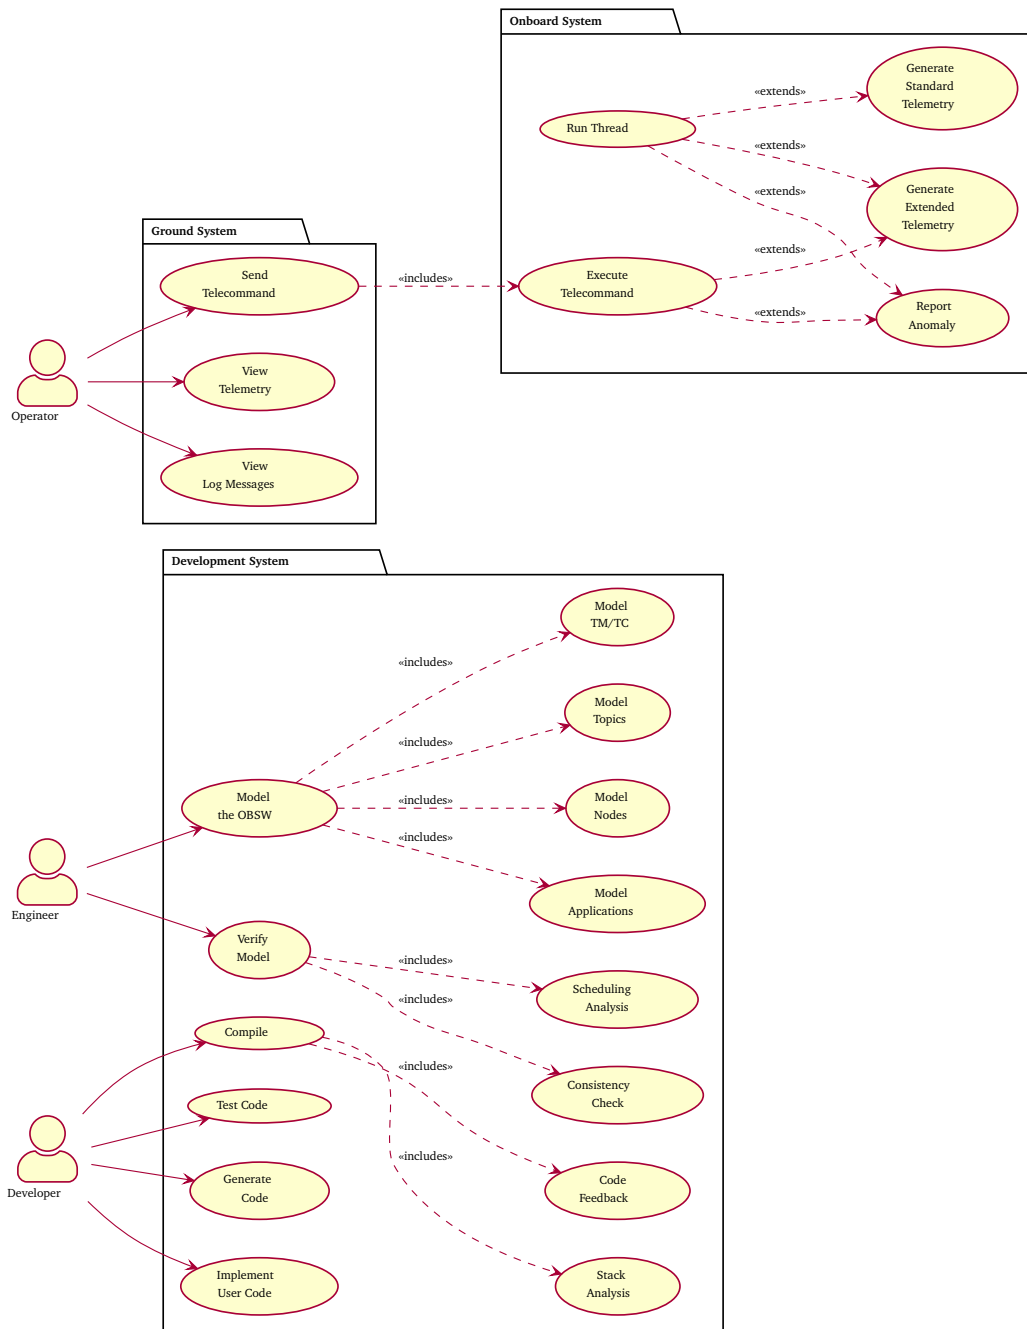 Onboard System
Generate
Standard
Telemetry
«extends»
Run Thread
«extends»
«extends»
Generate
Extended
Telemetry
Ground System
«extends»
Send
Telecommand
«includes»
Execute
Telecommand
«extends»
Report
Anomaly
View
Telemetry
Operator
View
Log Messages
Development System
Model
TM/TC
«includes»
Model
Topics
«includes»
Model
the OBSW
«includes»
Model
Nodes
«includes»
Model
Applications
Engineer
Verify
Model
«includes»
Scheduling
Analysis
«includes»
Compile
«includes»
Consistency
Check
Test Code
Developer
«includes»
Generate
Code
Code
Feedback
Implement
User Code
Stack
Analysis